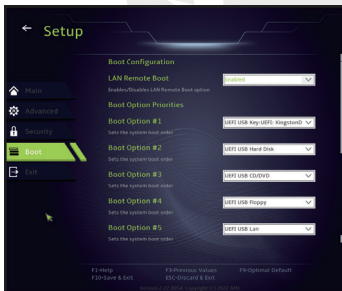 Setup
Boot Configuration
LAN Remote Boot
Enabled
Enables/Disables LAN Remote Boot option
Boot Option Priorities
Boot Option #1
UEFI USB Key:UEFI: KingstonD
Sets the system boot order
Boot Option #2
UEFI USB Hard Disk
Sets the system boot order
Boot Option #3
UEFI USB CD/DVD
Sets the system boot order
Boot Option #4
UEFI USB Floppy
Sets the system boot order
Boot Option #5
UEFI USB Lan
Sets the system boot order
Main
Advanced
Security
Boot
Exit
F1=Help
F3=Previous Values
F9=Optimal Default
F10=Save & Exit
ESC=Discard & Exit